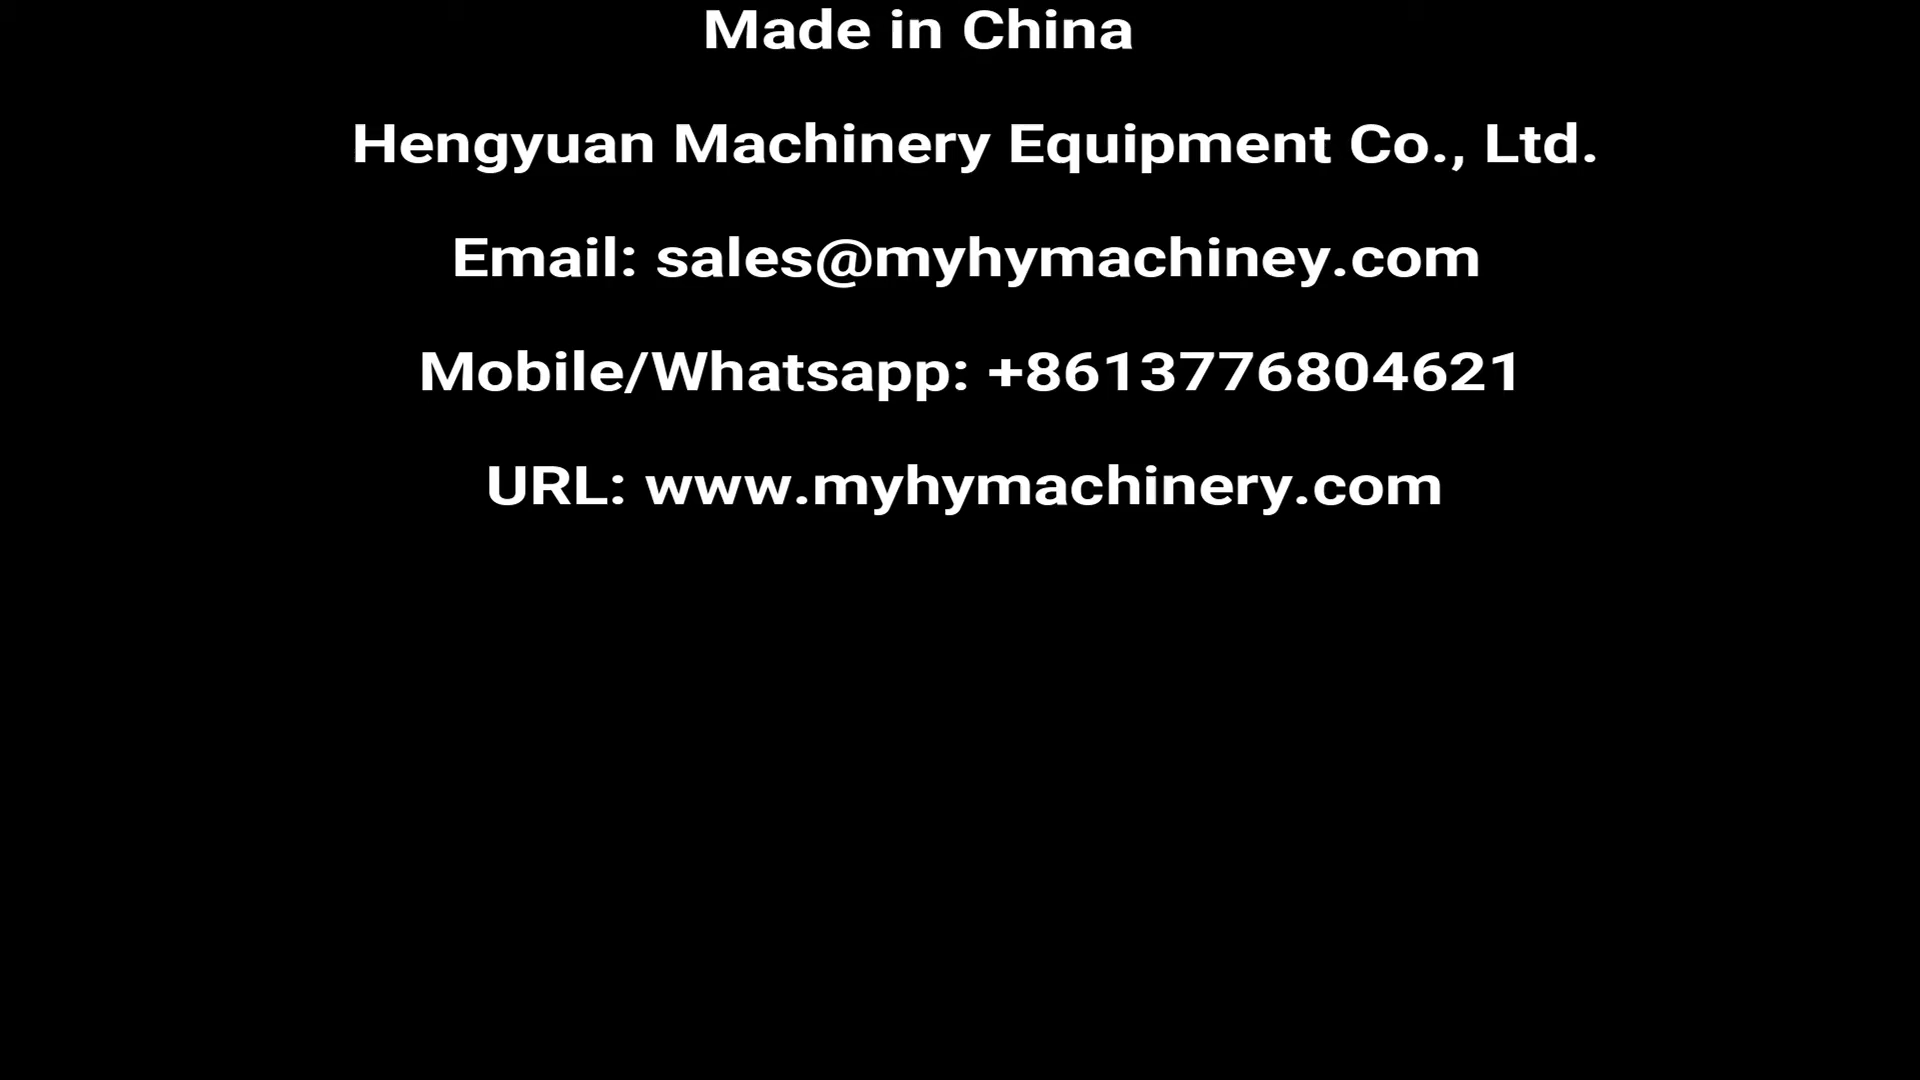 Made in China
Hengyuan Machinery Equipment Co., Ltd.
Email: sales@myhymachiney.com
Mobile/Whatsapp: +8613776804621
URL: www.myhymachinery.com